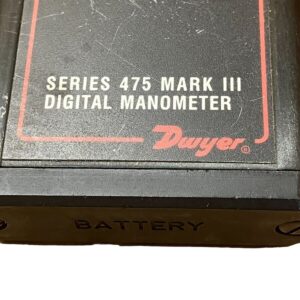 SERIES 475 MARK III
DIGITAL MANOMETER
Dwyer®
BATTERY